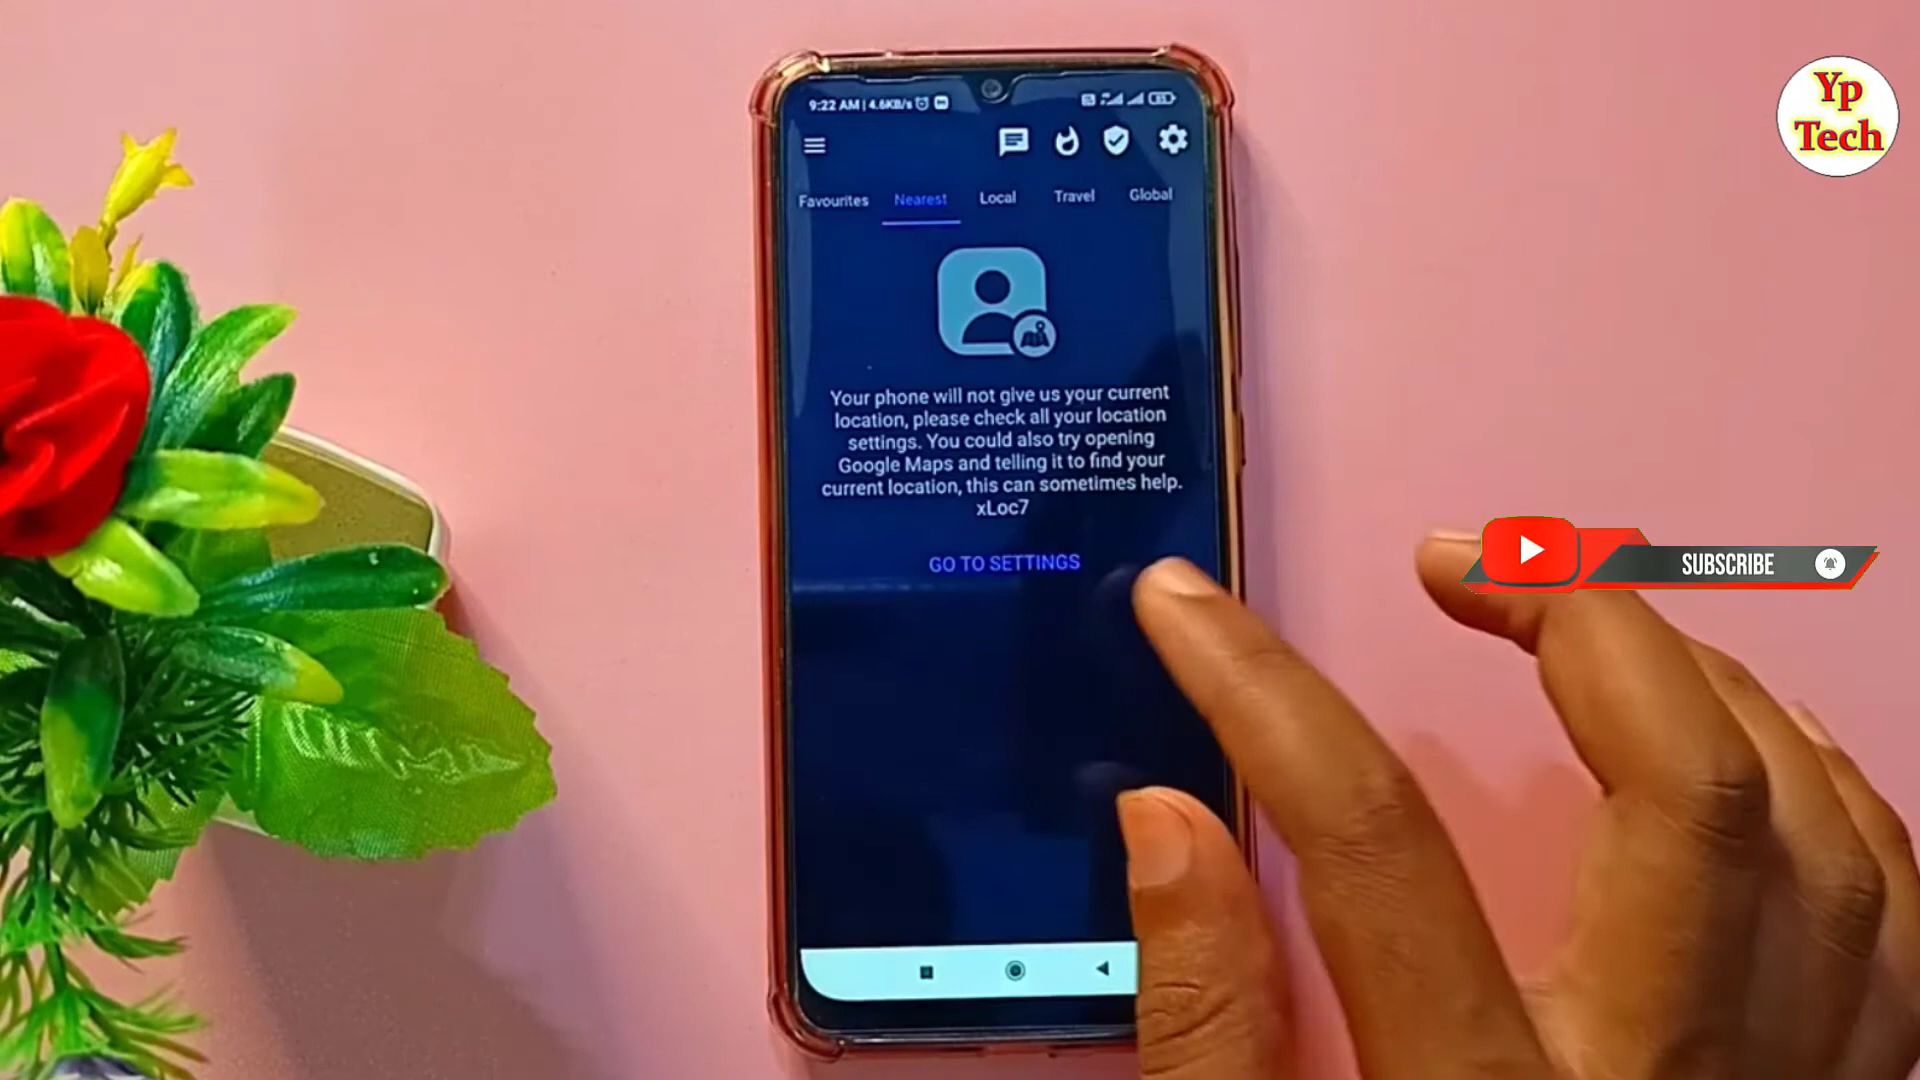 Yp
Tech
9:22 AM | 4.6KB/s
Favourites Nearest Local Travel Global
Your phone will not give us your current
location, please check all your location
settings. You could also try opening
Google Maps and telling it to find your
current location, this can sometimes help.
xLoc7
GO TO SETTINGS
SUBSCRIBE